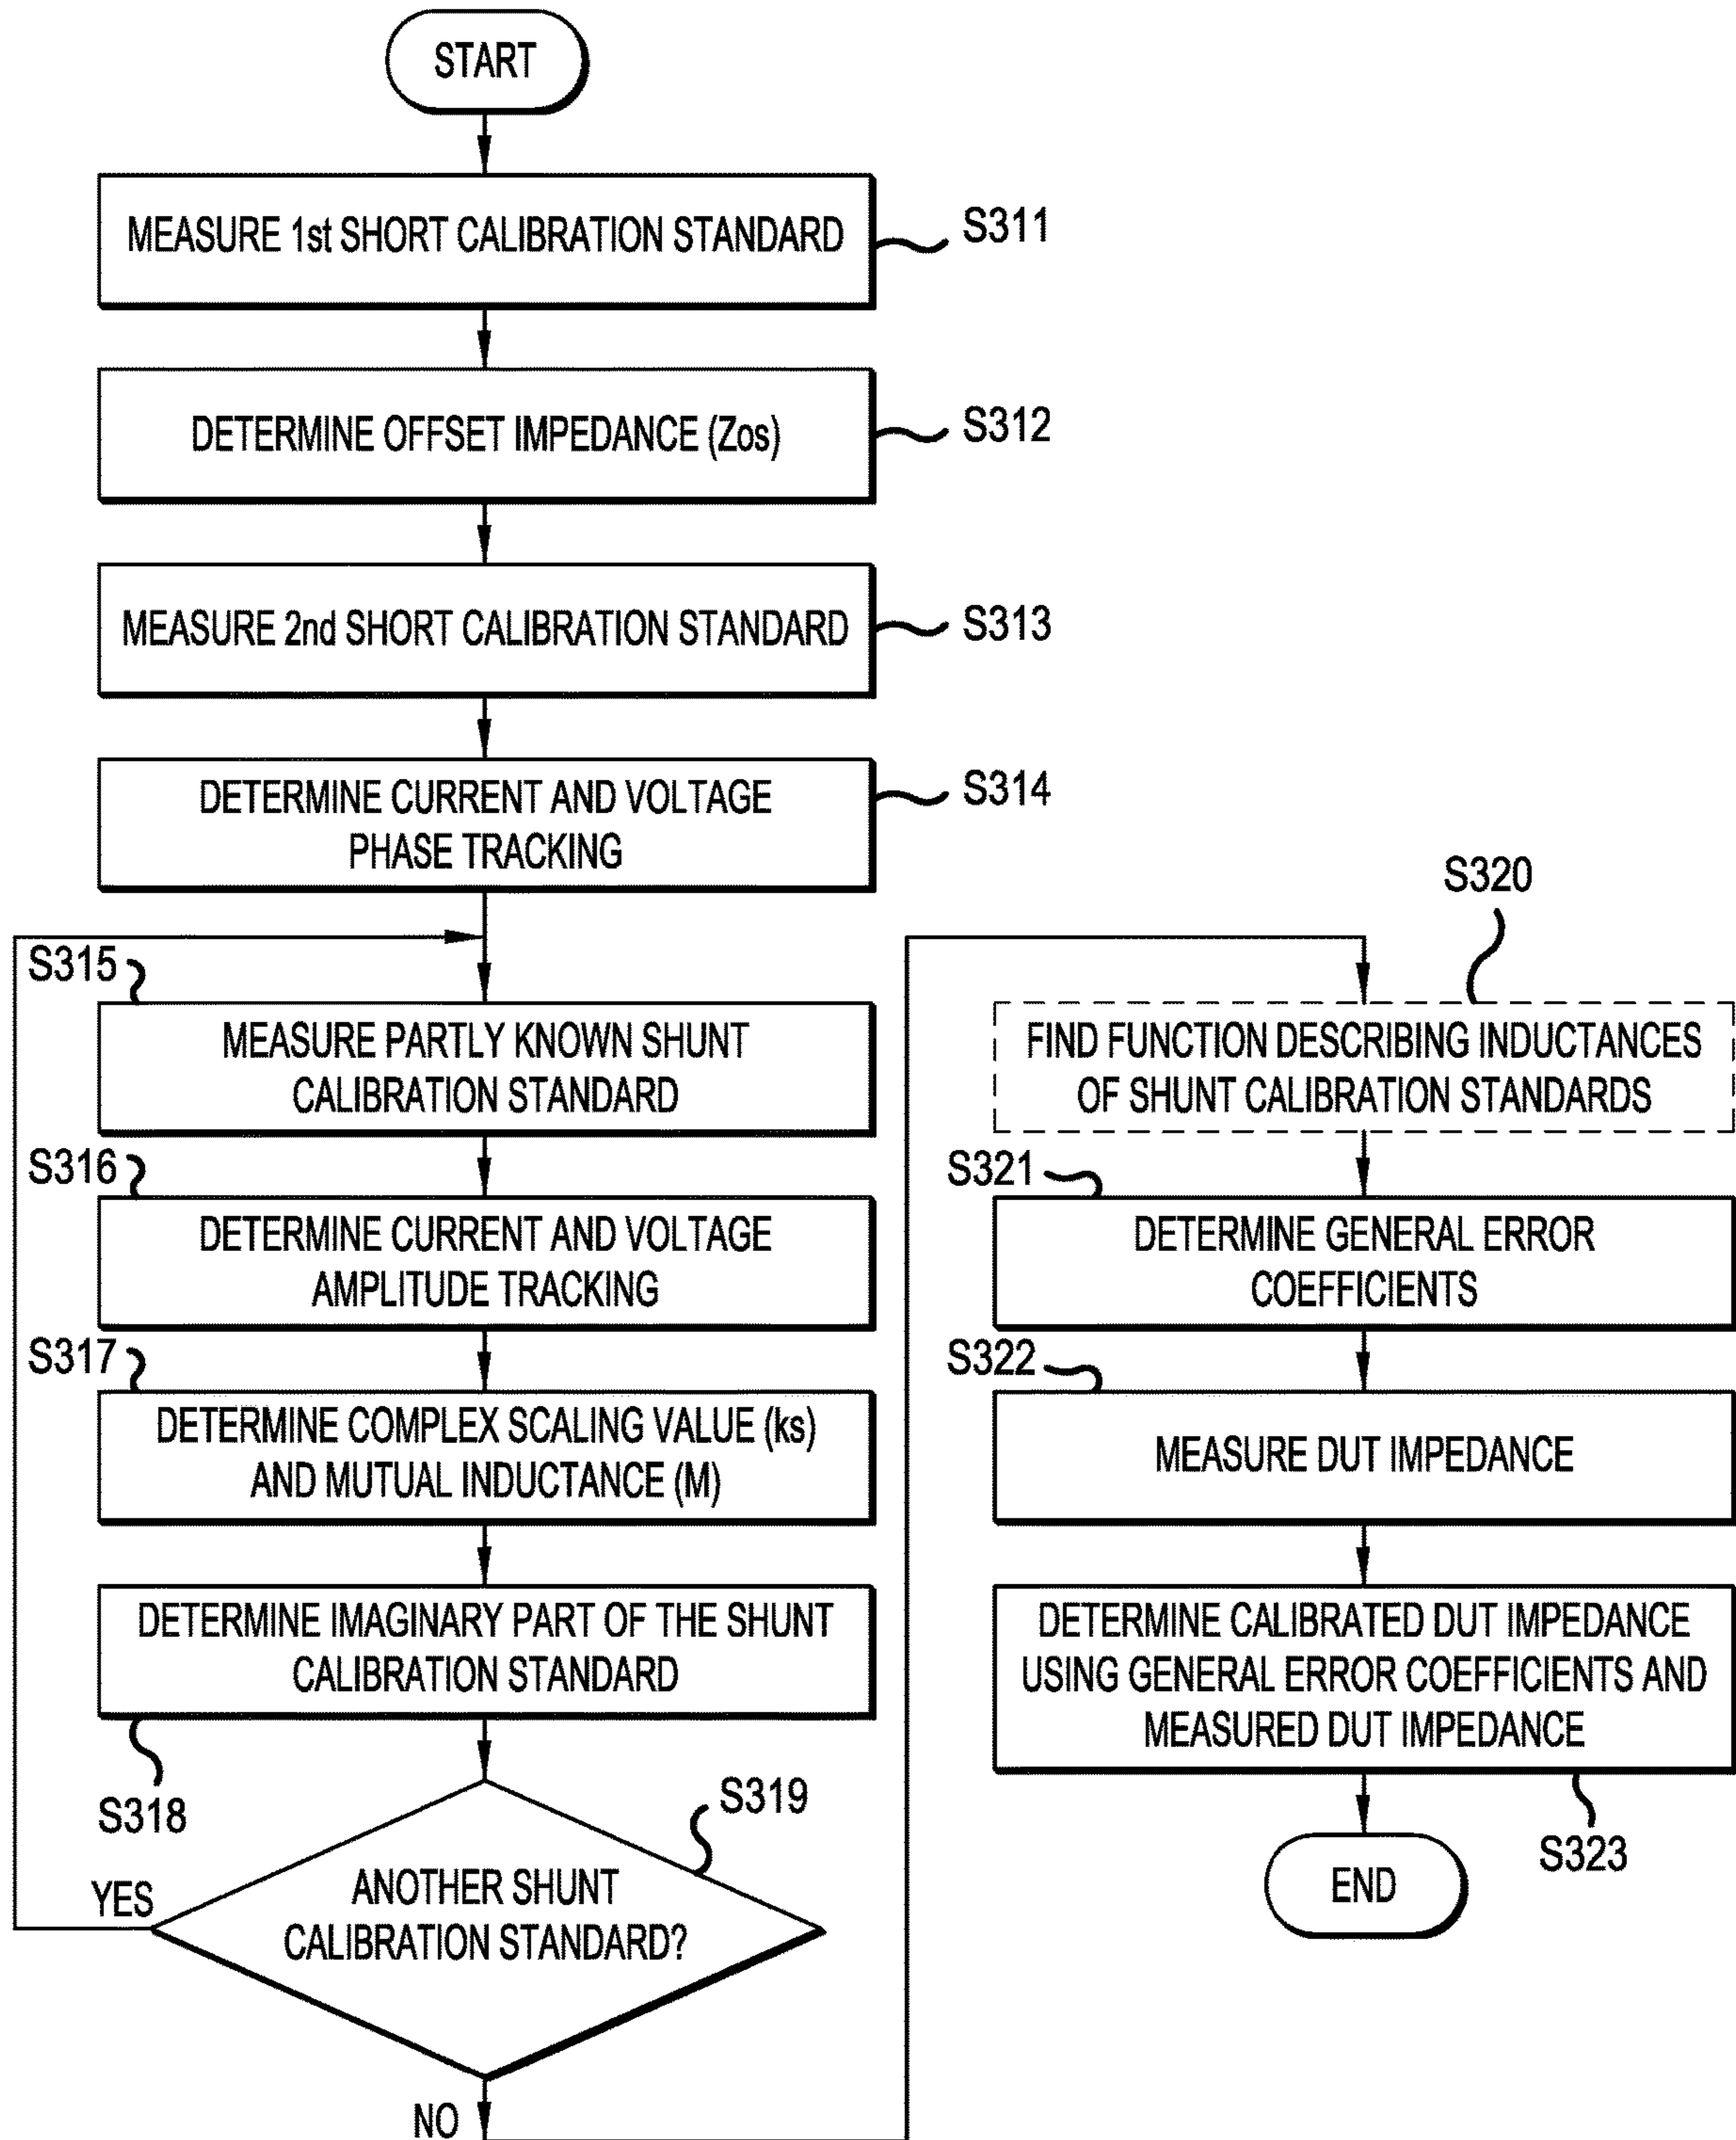 START
MEASURE 1st SHORT CALIBRATION STANDARD
S311
DETERMINE OFFSET IMPEDANCE (Zos)
S312
MEASURE 2nd SHORT CALIBRATION STANDARD
S313
DETERMINE CURRENT AND VOLTAGE
PHASE TRACKING
S314
S315
MEASURE PARTLY KNOWN SHUNT
CALIBRATION STANDARD
S316
DETERMINE CURRENT AND VOLTAGE
AMPLITUDE TRACKING
S317
DETERMINE COMPLEX SCALING VALUE (ks)
AND MUTUAL INDUCTANCE (M)
DETERMINE IMAGINARY PART OF THE SHUNT
CALIBRATION STANDARD
S318
S319
ANOTHER SHUNT
CALIBRATION STANDARD?
YES
NO
S320
FIND FUNCTION DESCRIBING INDUCTANCES
OF SHUNT CALIBRATION STANDARDS
S321
DETERMINE GENERAL ERROR
COEFFICIENTS
S322
MEASURE DUT IMPEDANCE
DETERMINE CALIBRATED DUT IMPEDANCE
USING GENERAL ERROR COEFFICIENTS AND
MEASURED DUT IMPEDANCE
S323
END